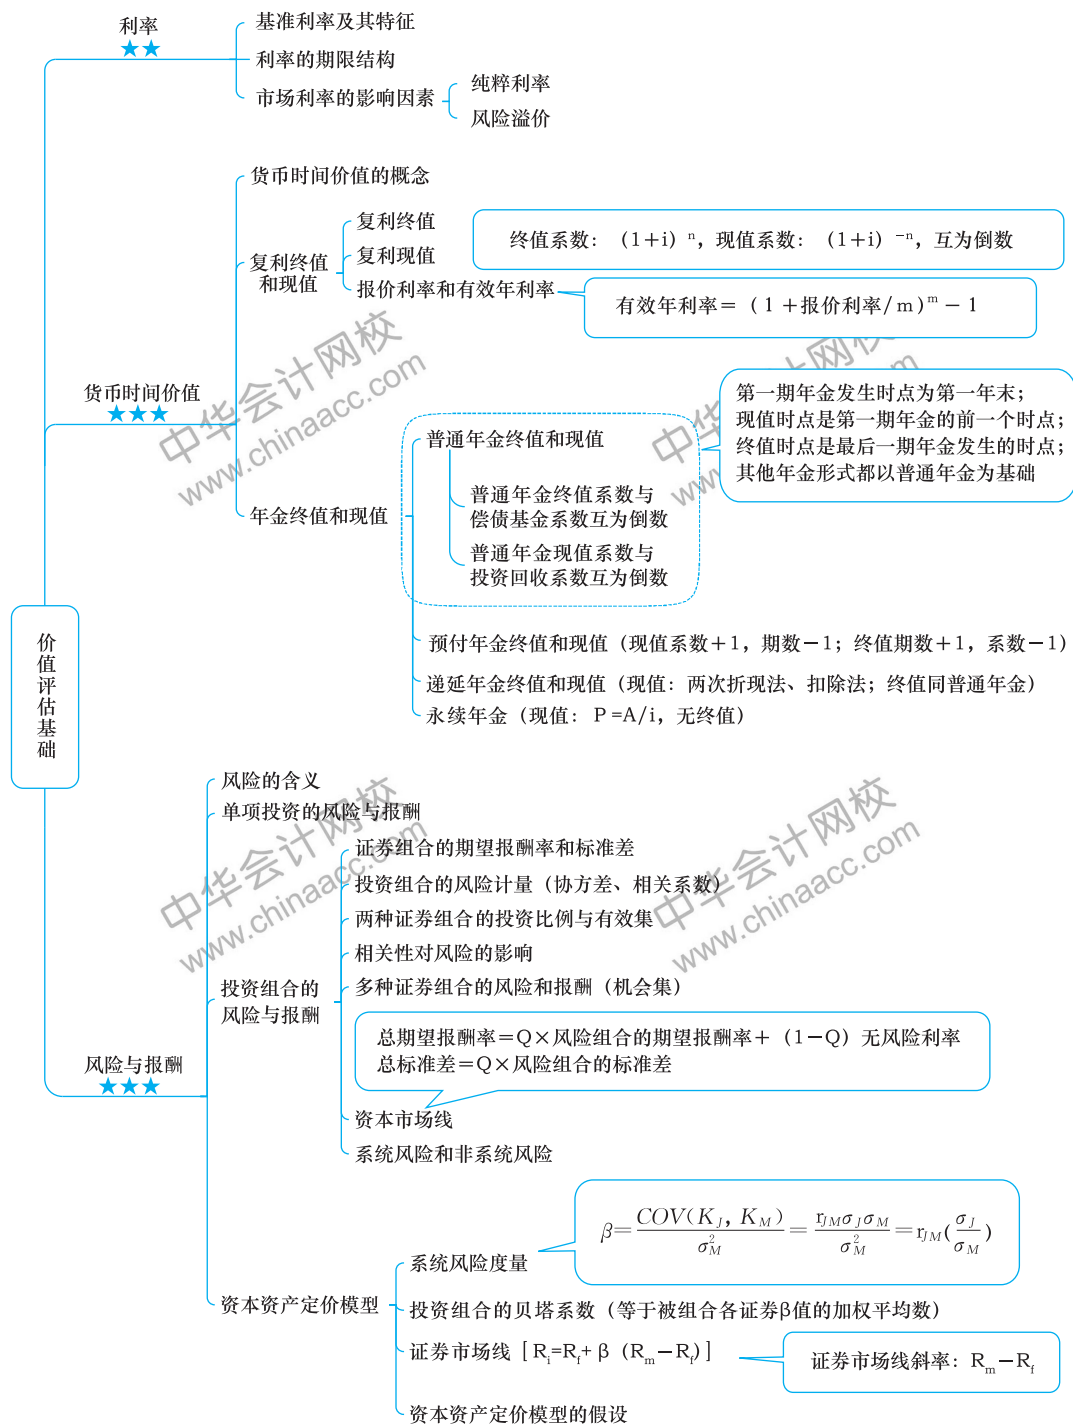 利率
★★
基准利率及其特征
利率的期限结构
市场利率的影响因素
纯粹利率
风险溢价
货币时间价值
★★★
货币时间价值的概念
复利终值
和现值
复利终值
复利现值
报价利率和有效年利率
终值系数：（1＋i）ⁿ，现值系数：（1＋i）⁻ⁿ，互为倒数
有效年利率＝（1＋报价利率/m）ᵐ－1
年金终值和现值
普通年金终值和现值
普通年金终值系数与
偿债基金系数互为倒数
普通年金现值系数与
投资回收系数互为倒数
第一期年金发生时点为第一年末；
现值时点是第一期年金的前一个时点；
终值时点是最后一期年金发生的时点；
其他年金形式都以普通年金为基础
预付年金终值和现值（现值系数＋1，期数－1；终值期数＋1，系数－1）
递延年金终值和现值（现值：两次折现法、扣除法；终值同普通年金）
永续年金（现值：P=A/i，无终值）
价值评估基础
风险与报酬
★★★
风险的含义
单项投资的风险与报酬
投资组合的
风险与报酬
证券组合的期望报酬率和标准差
投资组合的风险计量（协方差、相关系数）
两种证券组合的投资比例与有效集
相关性对风险的影响
多种证券组合的风险和报酬（机会集）
总期望报酬率＝Q×风险组合的期望报酬率＋（1－Q）无风险利率
总标准差＝Q×风险组合的标准差
资本市场线
系统风险和非系统风险
资本资产定价模型
系统风险度量
β=COV(K_J, K_M)/σ²_M = r_JMσ_Jσ_M/σ²_M = r_JM(σ_J/σ_M)
投资组合的贝塔系数（等于被组合各证券β值的加权平均数）
证券市场线［R_i=R_f+β（R_m－R_f）］
证券市场线斜率：R_m－R_f
资本资产定价模型的假设
中华会计网校
www.chinaacc.com
中华会计网校
www.chinaacc.com
中华会计网校
www.chinaacc.com
中华会计网校
www.chinaacc.com